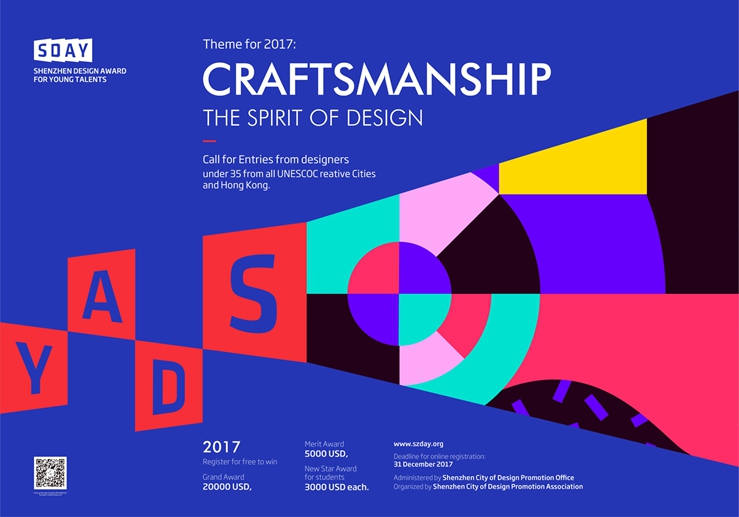 SDAY
SHENZHEN DESIGN AWARD
FOR YOUNG TALENTS
Theme for 2017:
CRAFTSMANSHIP
THE SPIRIT OF DESIGN
Call for Entries from designers
under 35 from all UNESCOC reative Cities
and Hong Kong.
Y
A
D
S
2017
Register for free to win
Grand Award
20000 USD,
Merit Award
5000 USD,
New Star Award
for students
3000 USD each.
www.szday.org
Deadline for online registration:
31 December 2017
Administered by Shenzhen City of Design Promotion Office
Organized by Shenzhen City of Design Promotion Association